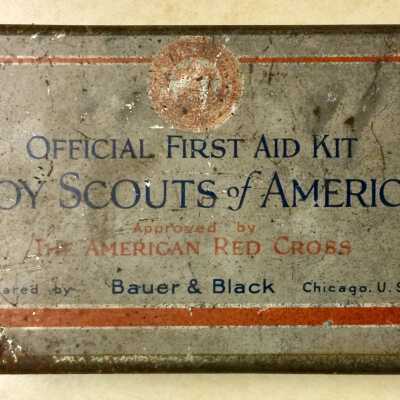 OFFICIAL FIRST AID KIT
OY SCOUTS of AMERIC
Approved by
THE AMERICAN RED CROSS
ared by Bauer & Black Chicago. U.S